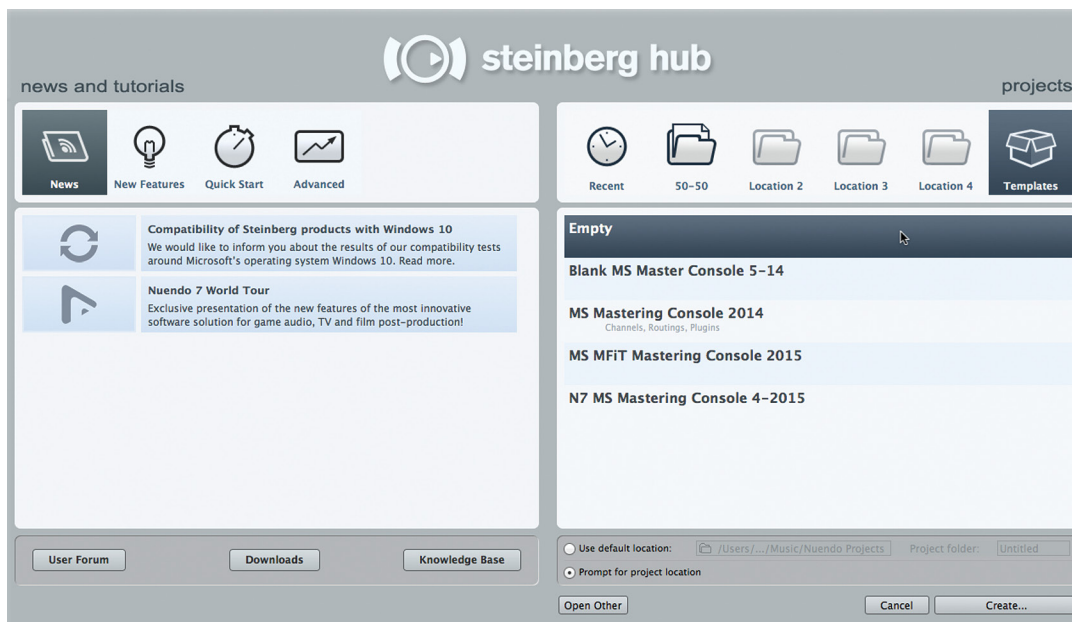 steinberg hub
news and tutorials
projects
News
New Features
Quick Start
Advanced
Recent
50-50
Location 2
Location 3
Location 4
Templates
Compatibility of Steinberg products with Windows 10
We would like to inform you about the results of our compatibility tests
around Microsoft's operating system Windows 10. Read more.
Nuendo 7 World Tour
Exclusive presentation of the new features of the most innovative
software solution for game audio, TV and film post-production!
Empty
Blank MS Master Console 5-14
MS Mastering Console 2014
Channels, Routings, Plugins
MS MFiT Mastering Console 2015
N7 MS Mastering Console 4-2015
User Forum
Downloads
Knowledge Base
Use default location:
/Users/.../Music/Nuendo Projects
Project folder:
Untitled
Prompt for project location
Open Other
Cancel
Create...